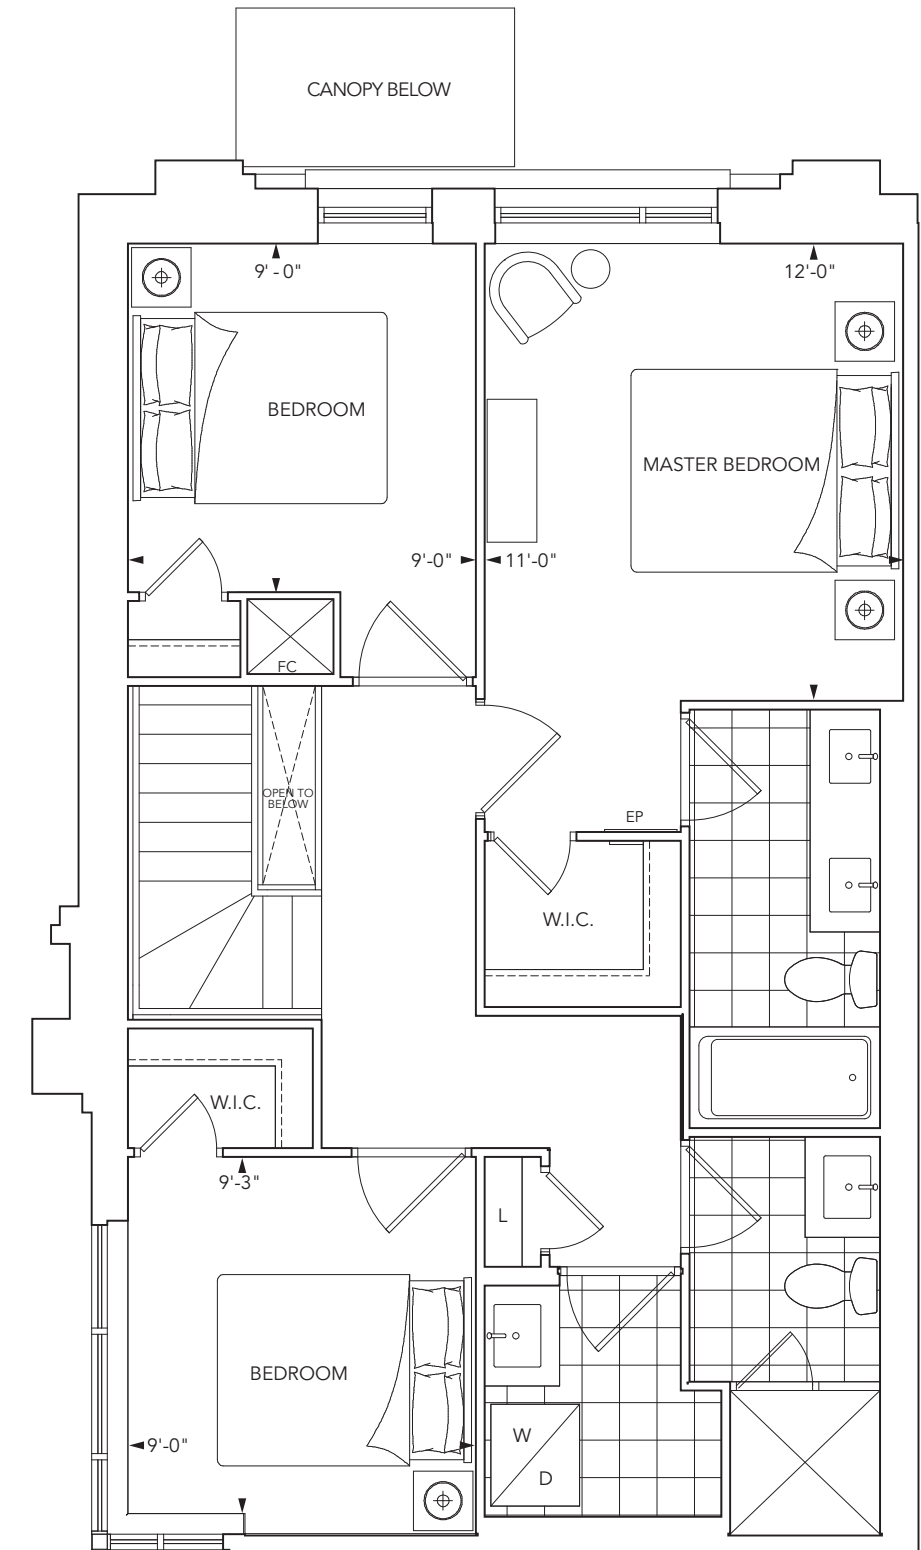 CANOPY BELOW
9' - 0"
12'-0"
BEDROOM
MASTER BEDROOM
9'-0"
11'-0"
FC
OPEN TO
BELOW
EP
W.I.C.
W.I.C.
9'-3"
L
BEDROOM
9'-0"
W
D